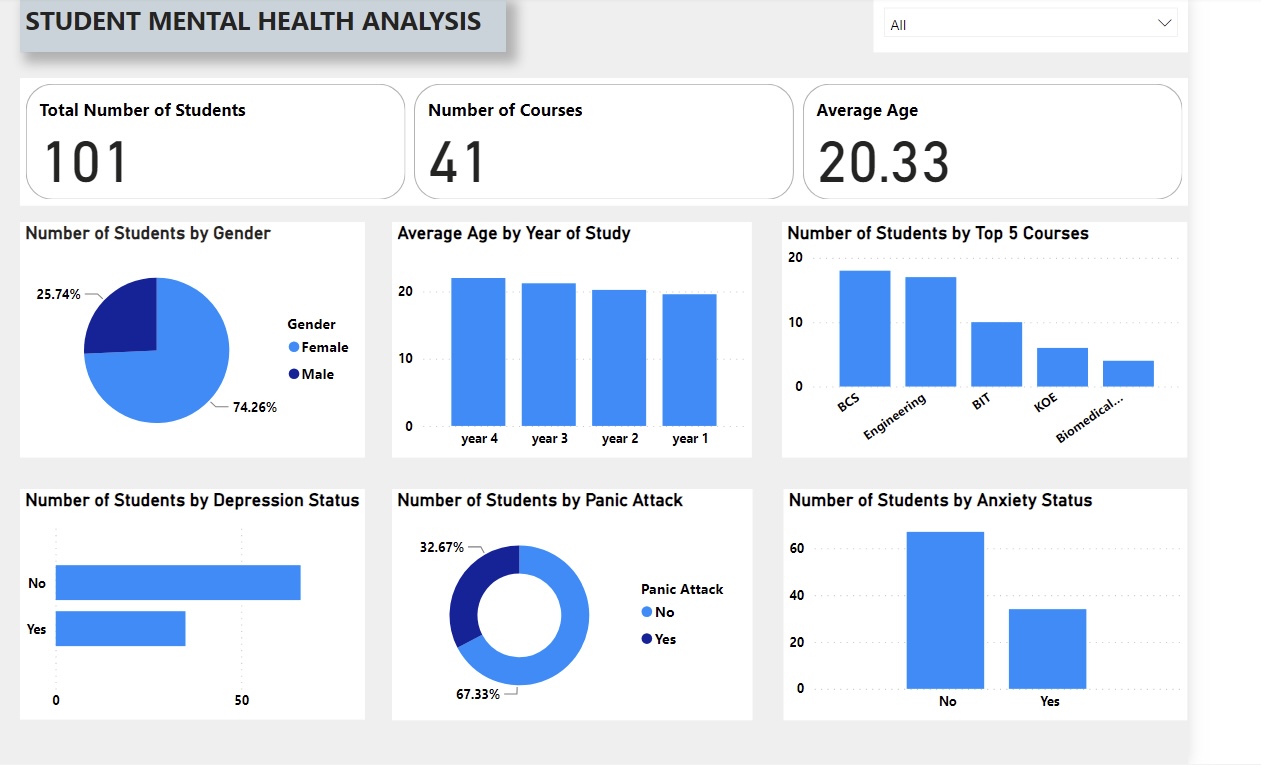 STUDENT MENTAL HEALTH ANALYSIS
All
Total Number of Students
101
Number of Courses
41
Average Age
20.33
Number of Students by Gender
25.74%
74.26%
Gender
Female
Male
Average Age by Year of Study
20
10
0
year 4
year 3
year 2
year 1
Number of Students by Top 5 Courses
20
10
0
BCS
Engineering
BIT
KOE
Biomedical...
Number of Students by Depression Status
No
Yes
0
50
Number of Students by Panic Attack
32.67%
67.33%
Panic Attack
No
Yes
Number of Students by Anxiety Status
60
40
20
0
No
Yes